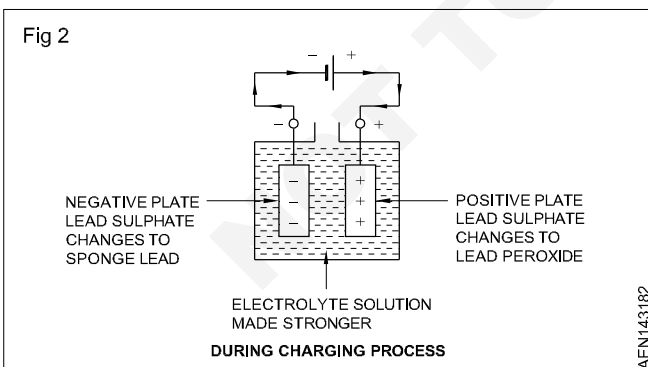 Fig 2
- +
- +
-
-
-
+
+
+
NEGATIVE PLATE
LEAD SULPHATE
CHANGES TO
SPONGE LEAD
POSITIVE PLATE
LEAD SULPHATE
CHANGES TO
LEAD PEROXIDE
ELECTROLYTE SOLUTION
MADE STRONGER
DURING CHARGING PROCESS
AEN143182